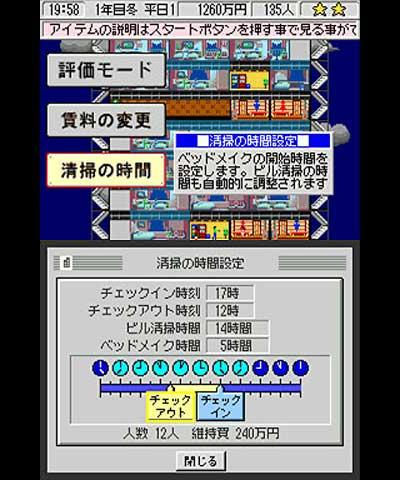 19:58 1年目冬 平日1 1260万円 135人
アイテムの説明はスタートボタンを押す事で見る事がで
評価モード
賃料の変更
清掃の時間
清掃の時間設定
ベッドメイクの開始時間を
設定します。ビル清掃の時
間も自動的に調整されます
清掃の時間設定
チェックイン時刻 17時
チェックアウト時刻 12時
ビル清掃時間 14時間
ベッドメイク時間 5時間
チェック
アウト
チェック
イン
人数 12人 維持費 240万円
閉じる